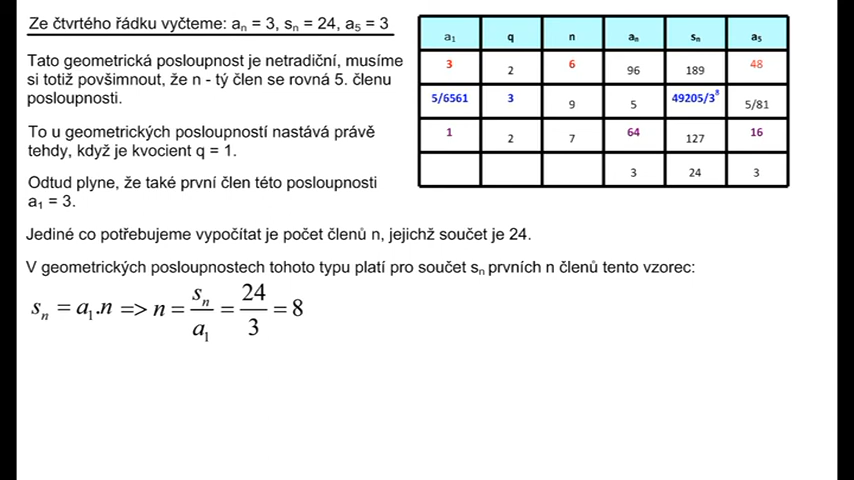 Ze čtvrtého řádku vyčteme: aₙ = 3, sₙ = 24, a₅ = 3
Tato geometrická posloupnost je netradiční, musíme
si totiž povšimnout, že n - tý člen se rovná 5. členu
posloupnosti.
To u geometrických posloupností nastává právě
tehdy, když je kvocient q = 1.
Odtud plyne, že také první člen této posloupnosti
a₁ = 3.
a₁ q n aₙ sₙ a₅
3 2 6 96 189 48
5/6561 3 9 5 49205/3⁸ 5/81
1 2 7 64 127 16
3 24 3
Jediné co potřebujeme vypočítat je počet členů n, jejichž součet je 24.
V geometrických posloupnostech tohoto typu platí pro součet sₙ prvních n členů tento vzorec:
sₙ = a₁.n => n = sₙ/a₁ = 24/3 = 8